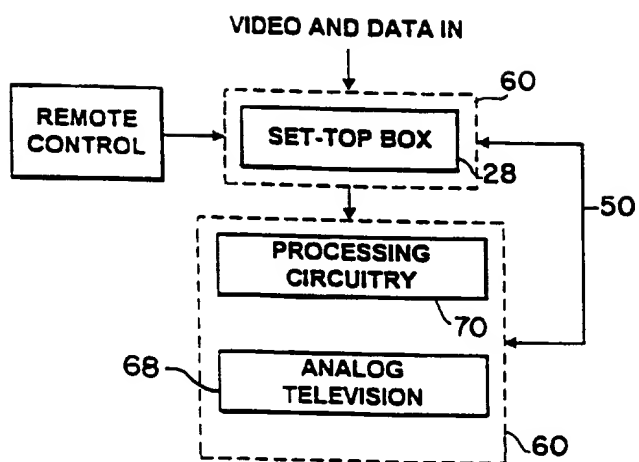 VIDEO AND DATA IN
60
REMOTE
CONTROL
SET-TOP BOX
28
50
PROCESSING
CIRCUITRY
70
68
ANALOG
TELEVISION
60